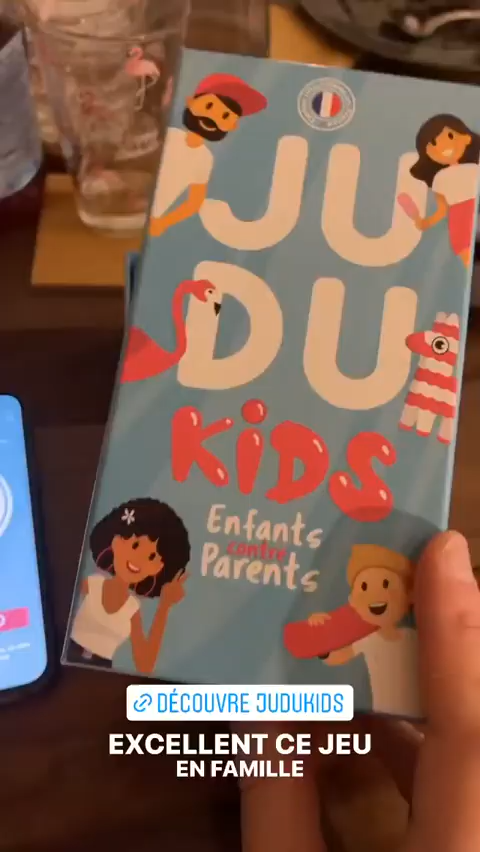 JU
DU
KiDS
Enfants
contre
Parents
DÉCOUVRE JUDUKIDS
EXCELLENT CE JEU
EN FAMILLE